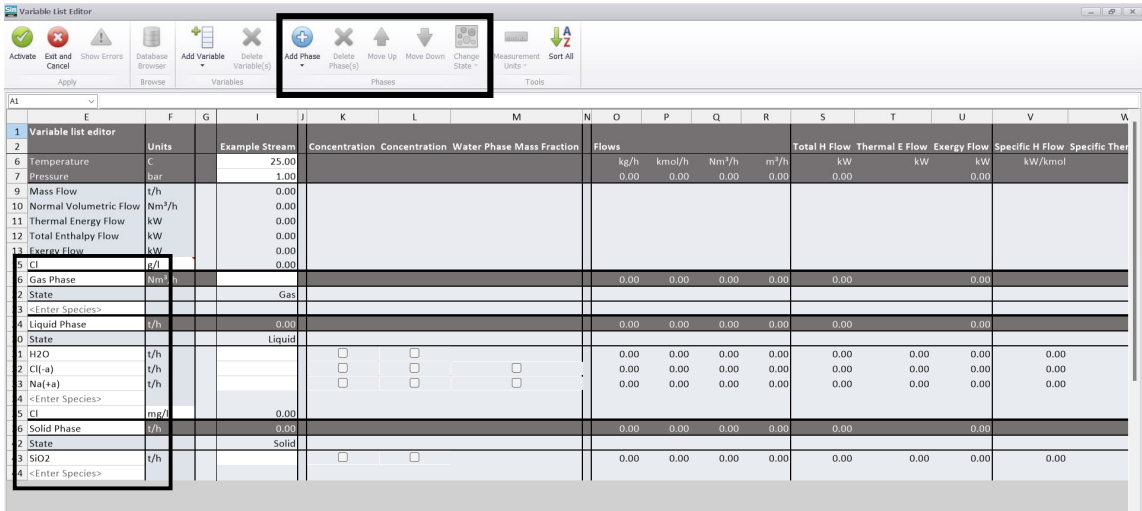 Sim Variable List Editor
Activate Exit and Cancel Show Errors Database Browser Add Variable Delete Variable(s) Add Phase Delete Phase(s) Move Up Move Down Change State Measurement Units Sort All
Apply Browse Variables Phases Tools
A1
E F G I J K L M N O P Q R S T U V W
1 Variable list editor
2 Units Example Stream Concentration Concentration Water Phase Mass Fraction Flows Total H Flow Thermal E Flow Exergy Flow Specific H Flow Specific Ther
6 Temperature C 25.00 kg/h kmol/h Nm³/h m³/h kW kW kW kW/kmol
7 Pressure bar 1.00 0.00 0.00 0.00 0.00 0.00 0.00
9 Mass Flow t/h 0.00
10 Normal Volumetric Flow Nm³/h 0.00
11 Thermal Energy Flow kW 0.00
12 Total Enthalpy Flow kW 0.00
13 Exergy Flow kW 0.00
5 Cl g/l 0.00
6 Gas Phase Nm³/h 0.00 0.00 0.00 0.00 0.00 0.00
2 State Gas
3 <Enter Species>
4 Liquid Phase t/h 0.00 0.00 0.00 0.00 0.00 0.00 0.00
0 State Liquid
1 H2O t/h 0.00 0.00 0.00 0.00 0.00 0.00 0.00 0.00
2 Cl(-a) t/h 0.00 0.00 0.00 0.00 0.00 0.00 0.00 0.00
3 Na(+a) t/h 0.00 0.00 0.00 0.00 0.00 0.00 0.00 0.00
4 <Enter Species>
5 Cl mg/l 0.00
6 Solid Phase t/h 0.00 0.00 0.00 0.00 0.00 0.00 0.00
2 State Solid
3 SiO2 t/h 0.00 0.00 0.00 0.00 0.00 0.00 0.00 0.00
4 <Enter Species>